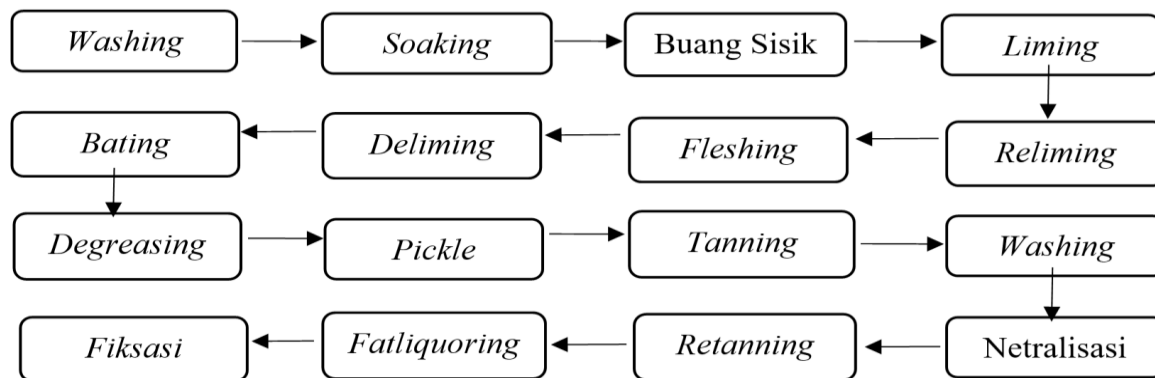 Washing
Soaking
Buang Sisik
Liming
Reliming
Fleshing
Deliming
Bating
Degreasing
Pickle
Tanning
Washing
Netralisasi
Retanning
Fatliquoring
Fiksasi